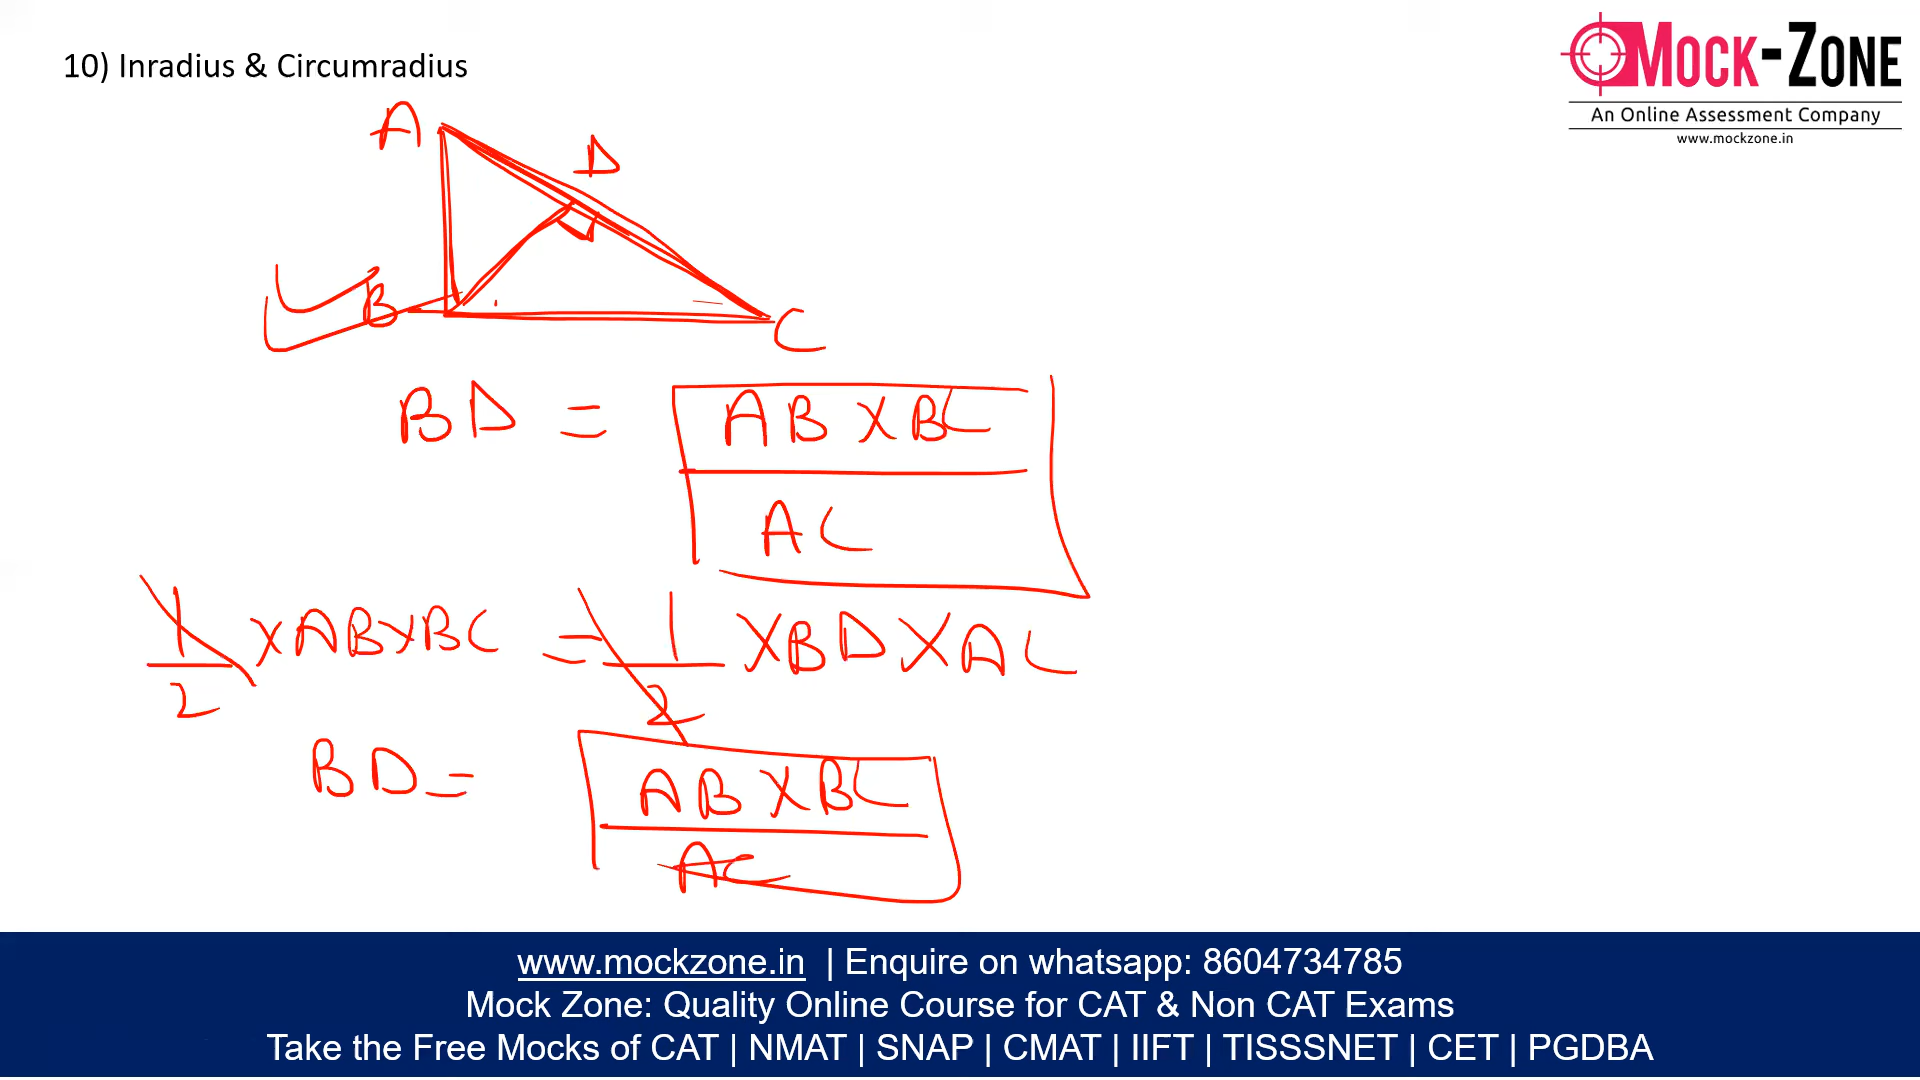 10) Inradius & Circumradius
MOCK-ZONE
An Online Assessment Company
www.mockzone.in
A
D
B
C
BD = AB X BC
AC
1/2 X AB X BC = 1/2 X BD X AC
BD = AB X BC
AC
www.mockzone.in | Enquire on whatsapp: 8604734785
Mock Zone: Quality Online Course for CAT & Non CAT Exams
Take the Free Mocks of CAT | NMAT | SNAP | CMAT | IIFT | TISSSNET | CET | PGDBA